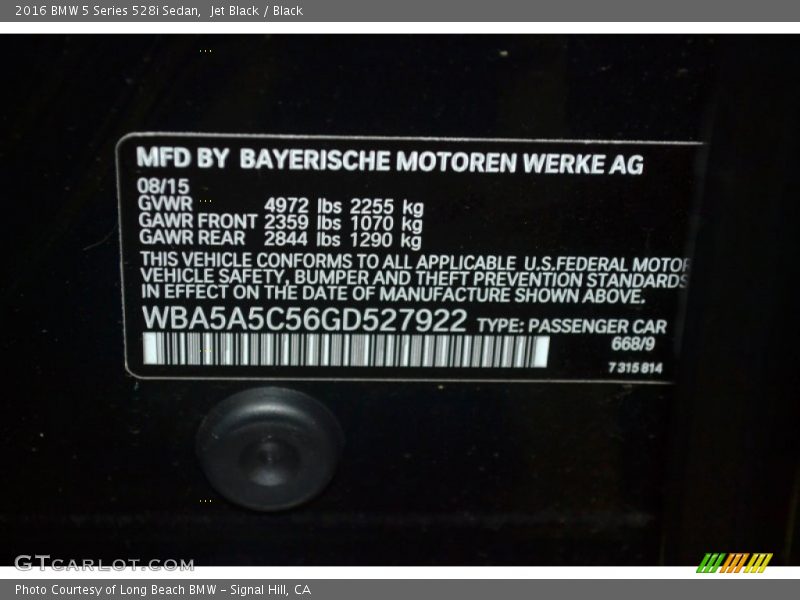 2016 BMW 5 Series 528i Sedan,  Jet Black / Black
MFD BY BAYERISCHE MOTOREN WERKE AG
08/15
GVWR 4972 lbs 2255 kg
GAWR FRONT 2359 lbs 1070 kg
GAWR REAR 2844 lbs 1290 kg
THIS VEHICLE CONFORMS TO ALL APPLICABLE U.S.FEDERAL MOTOR
VEHICLE SAFETY, BUMPER AND THEFT PREVENTION STANDARDS
IN EFFECT ON THE DATE OF MANUFACTURE SHOWN ABOVE.
WBA5A5C56GD527922 TYPE: PASSENGER CAR
668/9
7 315 814
GTCARLOT.COM
Photo Courtesy of Long Beach BMW - Signal Hill, CA